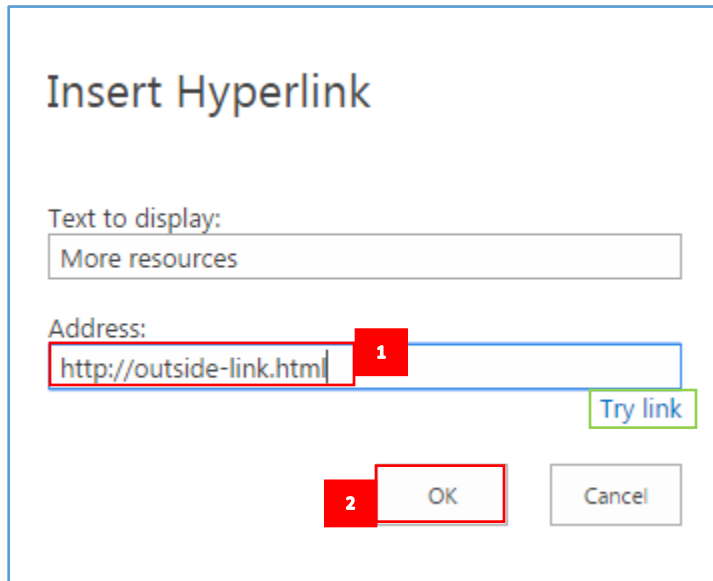 Insert Hyperlink
Text to display:
More resources
Address:
http://outside-link.html
1
Try link
2
OK
Cancel